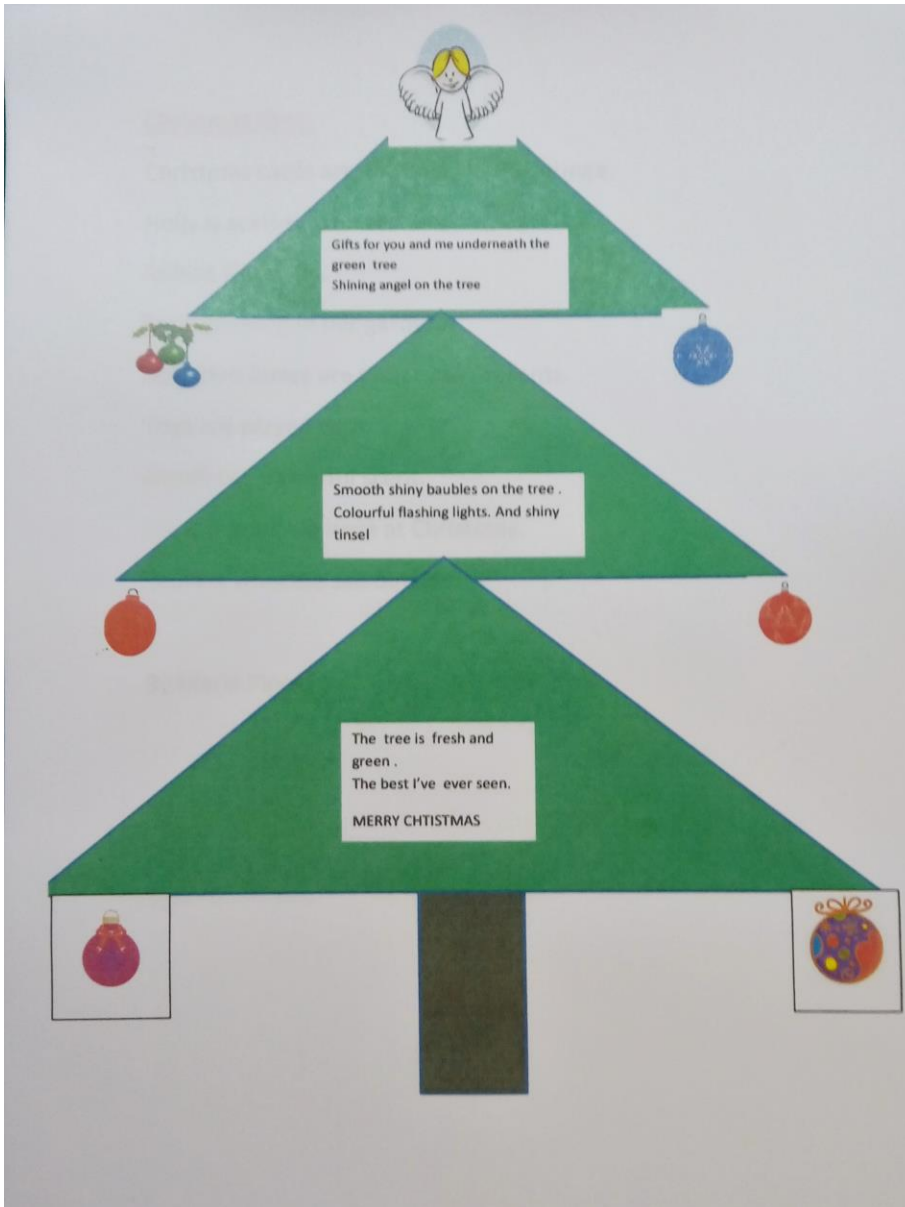 Gifts for you and me underneath the
green tree
Shining angel on the tree
Smooth shiny baubles on the tree .
Colourful flashing lights. And shiny
tinsel
The tree is fresh and
green .
The best I've ever seen.
MERRY CHTISTMAS